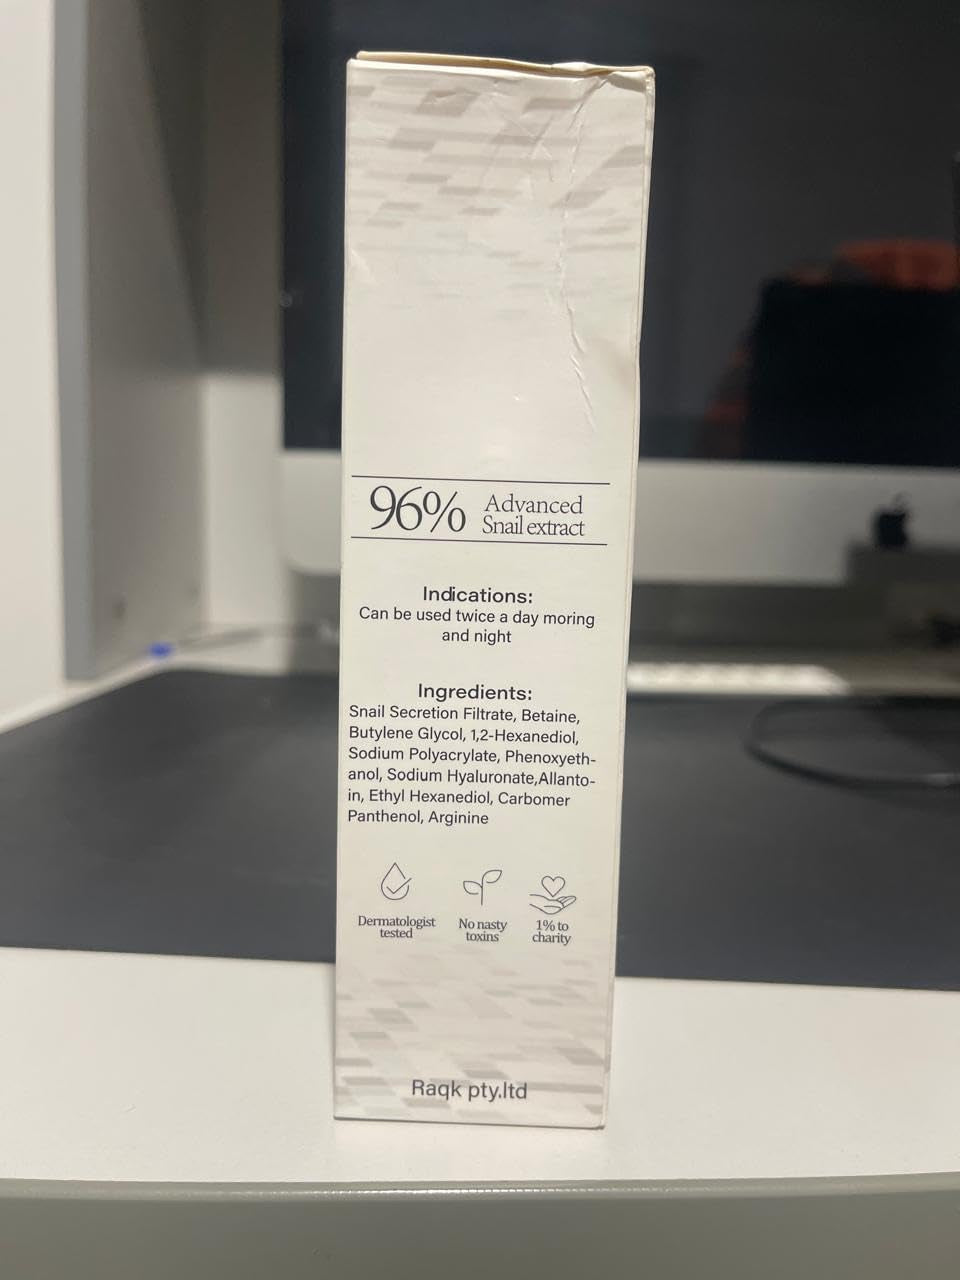 96%
Advanced
Snail extract
Indications:
Can be used twice a day moring
and night
Ingredients:
Snail Secretion Filtrate, Betaine,
Butylene Glycol, 1,2-Hexanediol,
Sodium Polyacrylate, Phenoxyeth-
anol, Sodium Hyaluronate,Allanto-
in, Ethyl Hexanediol, Carbomer
Panthenol, Arginine
Dermatologist
tested
No nasty
toxins
1% to
charity
Raqk pty.ltd